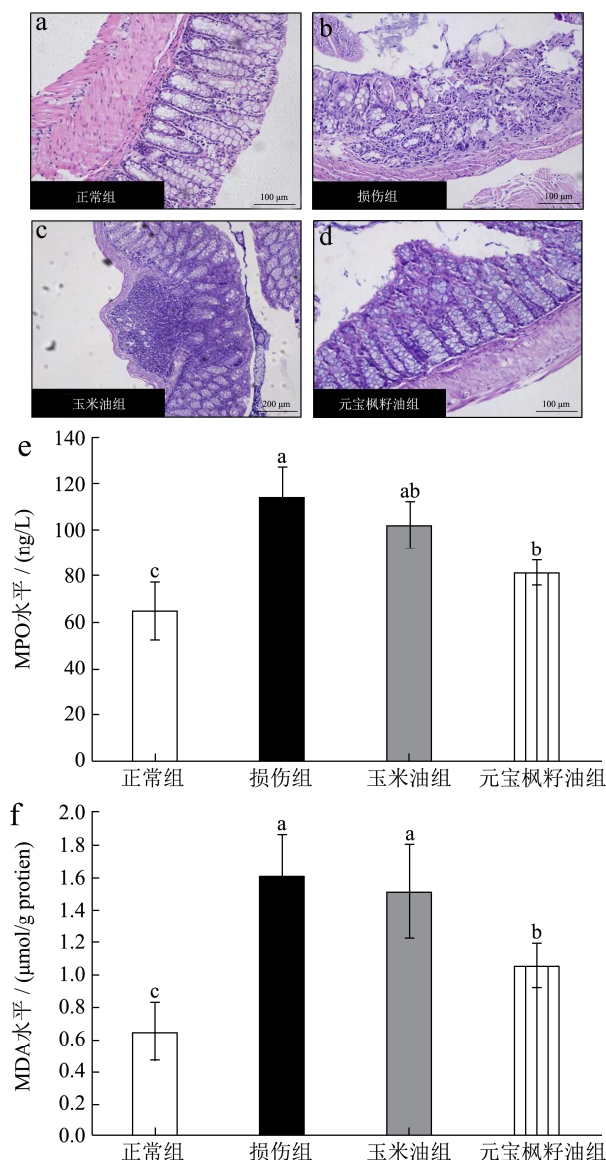 a
正常组
100 μm
b
损伤组
100 μm
c
玉米油组
200 μm
d
元宝枫籽油组
100 μm
e
MPO水平 / (ng/L)
140
120
100
80
60
40
20
0
c
a
ab
b
正常组 损伤组 玉米油组 元宝枫籽油组
f
MDA水平 / (μmol/g protien)
2.0
1.8
1.6
1.4
1.2
1.0
0.8
0.6
0.4
0.2
0.0
c
a
a
b
正常组 损伤组 玉米油组 元宝枫籽油组